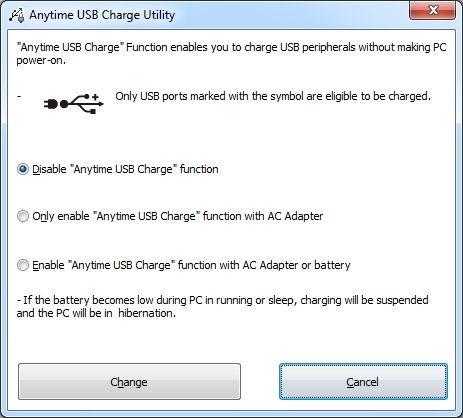 Anytime USB Charge Utility
"Anytime USB Charge" Function enables you to charge USB peripherals without making PC
power-on.
- Only USB ports marked with the symbol are eligible to be charged.
Disable "Anytime USB Charge" function
Only enable "Anytime USB Charge" function with AC Adapter
Enable "Anytime USB Charge" function with AC Adapter or battery
- If the battery becomes low during PC in running or sleep, charging will be suspended
and the PC will be in  hibernation.
Change
Cancel